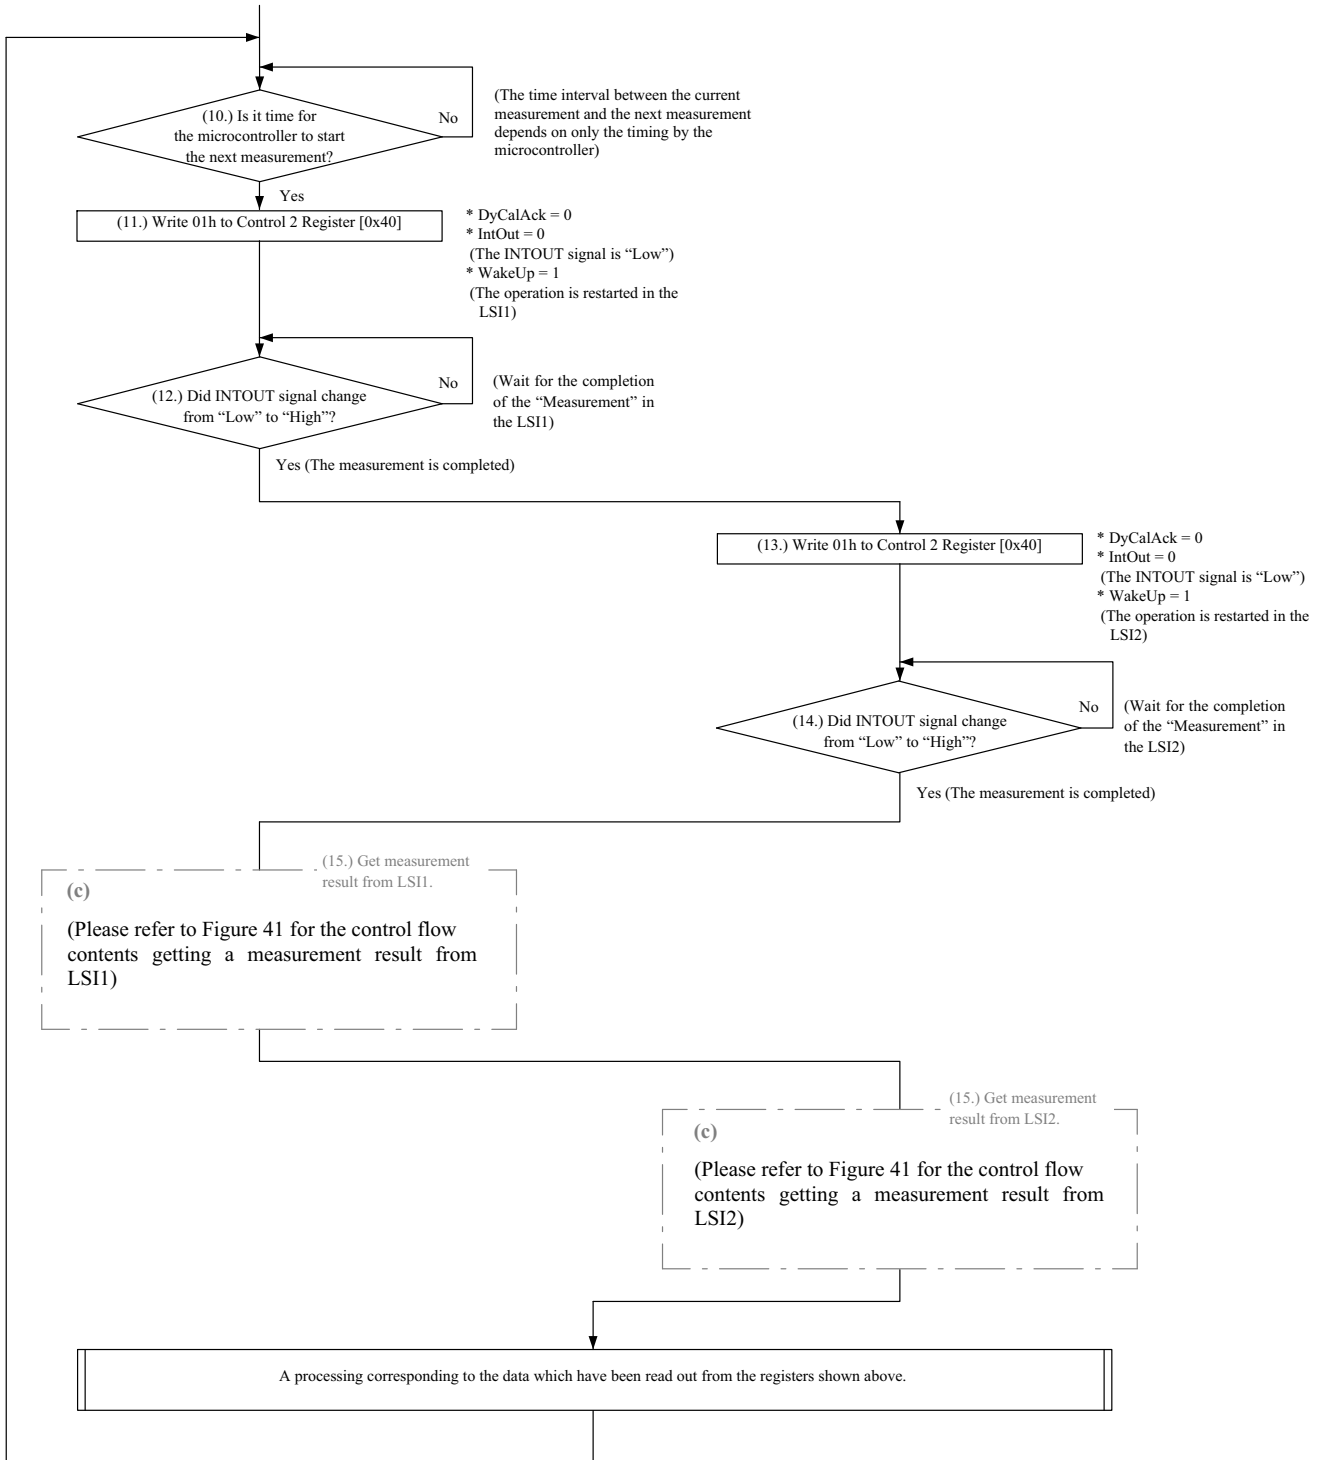 (10.) Is it time for
the microcontroller to start
the next measurement?
No
(The time interval between the current
measurement and the next measurement
depends on only the timing by the
microcontroller)
Yes
(11.) Write 01h to Control 2 Register [0x40]
* DyCalAck = 0
* IntOut = 0
(The INTOUT signal is “Low”)
* WakeUp = 1
(The operation is restarted in the
LSI1)
(12.) Did INTOUT signal change
from “Low” to “High”?
No
(Wait for the completion
of the “Measurement” in
the LSI1)
Yes (The measurement is completed)
(13.) Write 01h to Control 2 Register [0x40]
* DyCalAck = 0
* IntOut = 0
(The INTOUT signal is “Low”)
* WakeUp = 1
(The operation is restarted in the
LSI2)
(14.) Did INTOUT signal change
from “Low” to “High”?
No
(Wait for the completion
of the “Measurement” in
the LSI2)
Yes (The measurement is completed)
(15.) Get measurement
result from LSI1.
(c)
(Please refer to Figure 41 for the control flow
contents getting a measurement result from
LSI1)
(15.) Get measurement
result from LSI2.
(c)
(Please refer to Figure 41 for the control flow
contents getting a measurement result from
LSI2)
A processing corresponding to the data which have been read out from the registers shown above.